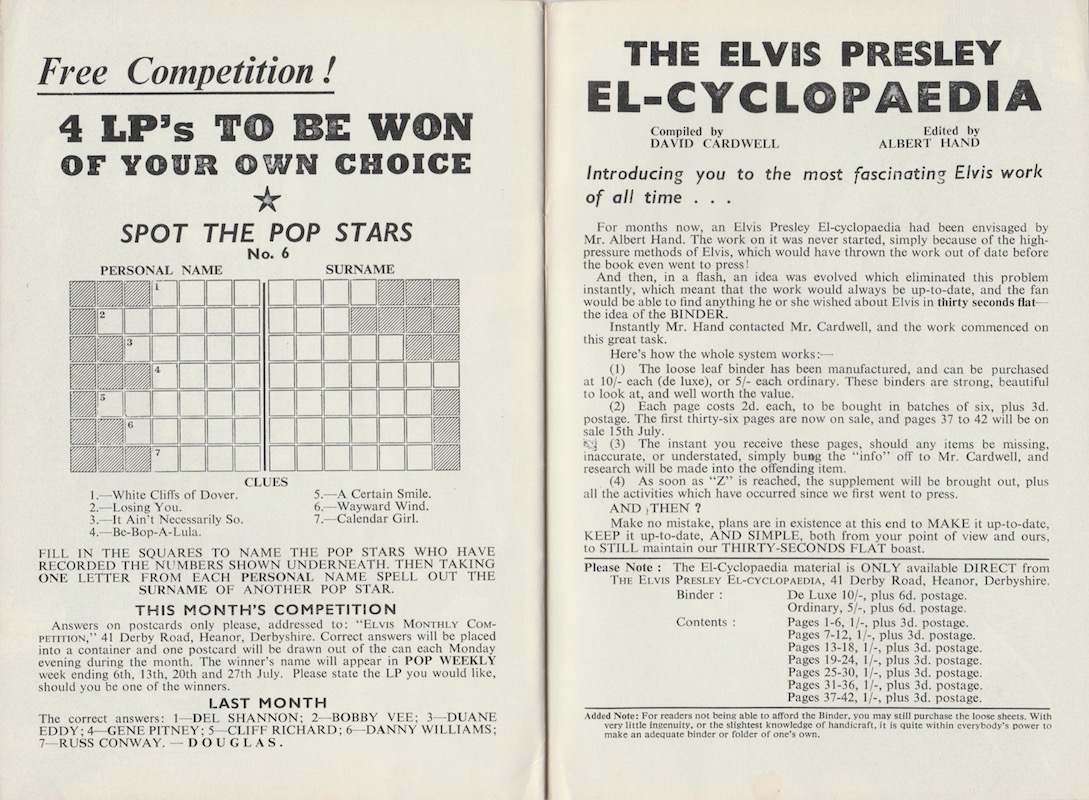 Free Competition !
4 LP's TO BE WON
OF YOUR OWN CHOICE
SPOT THE POP STARS
No. 6
PERSONAL NAME SURNAME
1
2
3
4
5
6
7
CLUES
1.—White Cliffs of Dover.
2.—Losing You.
3.—It Ain't Necessarily So.
4.—Be-Bop-A-Lula.
5.—A Certain Smile.
6.—Wayward Wind.
7.—Calendar Girl.
FILL IN THE SQUARES TO NAME THE POP STARS WHO HAVE
RECORDED THE NUMBERS SHOWN UNDERNEATH. THEN TAKING
ONE LETTER FROM EACH PERSONAL NAME SPELL OUT THE
SURNAME OF ANOTHER POP STAR.
THIS MONTH'S COMPETITION
Answers on postcards only please, addressed to: "ELVIS MONTHLY COM-
PETITION," 41 Derby Road, Heanor, Derbyshire. Correct answers will be placed
into a container and one postcard will be drawn out of the can each Monday
evening during the month. The winner's name will appear in POP WEEKLY
week ending 6th, 13th, 20th and 27th July. Please state the LP you would like,
should you be one of the winners.
LAST MONTH
The correct answers: 1—DEL SHANNON; 2—BOBBY VEE; 3—DUANE
EDDY; 4—GENE PITNEY; 5—CLIFF RICHARD; 6—DANNY WILLIAMS;
7—RUSS CONWAY. — DOUGLAS.
THE ELVIS PRESLEY
EL-CYCLOPAEDIA
Compiled by
DAVID CARDWELL
Edited by
ALBERT HAND
Introducing you to the most fascinating Elvis work
of all time . . .
For months now, an Elvis Presley El-cyclopaedia had been envisaged by
Mr. Albert Hand. The work on it was never started, simply because of the high-
pressure methods of Elvis, which would have thrown the work out of date before
the book even went to press!
And then, in a flash, an idea was evolved which eliminated this problem
instantly, which meant that the work would always be up-to-date, and the fan
would be able to find anything he or she wished about Elvis in thirty seconds flat—
the idea of the BINDER.
Instantly Mr. Hand contacted Mr. Cardwell, and the work commenced on
this great task.
Here's how the whole system works:—
(1) The loose leaf binder has been manufactured, and can be purchased
at 10/- each (de luxe), or 5/- each ordinary. These binders are strong, beautiful
to look at, and well worth the value.
(2) Each page costs 2d. each, to be bought in batches of six, plus 3d.
postage. The first thirty-six pages are now on sale, and pages 37 to 42 will be on
sale 15th July.
(3) The instant you receive these pages, should any items be missing,
inaccurate, or understated, simply bung the "info" off to Mr. Cardwell, and
research will be made into the offending item.
(4) As soon as "Z" is reached, the supplement will be brought out, plus
all the activities which have occurred since we first went to press.
AND THEN ?
Make no mistake, plans are in existence at this end to MAKE it up-to-date,
KEEP it up-to-date, AND SIMPLE, both from your point of view and ours,
to STILL maintain our THIRTY-SECONDS FLAT boast.
Please Note : The El-Cyclopaedia material is ONLY available DIRECT from
THE ELVIS PRESLEY EL-CYCLOPAEDIA, 41 Derby Road, Heanor, Derbyshire.
Binder : De Luxe 10/-, plus 6d. postage.
Ordinary, 5/-, plus 6d. postage.
Contents : Pages 1-6, 1/-, plus 3d. postage.
Pages 7-12, 1/-, plus 3d. postage.
Pages 13-18, 1/-, plus 3d. postage.
Pages 19-24, 1/-, plus 3d. postage.
Pages 25-30, 1/-, plus 3d. postage.
Pages 31-36, 1/-, plus 3d. postage.
Pages 37-42, 1/-, plus 3d. postage.
Added Note: For readers not being able to afford the Binder, you may still purchase the loose sheets. With
very little ingenuity, or the slightest knowledge of handicraft, it is quite within everybody's power to
make an adequate binder or folder of one's own.